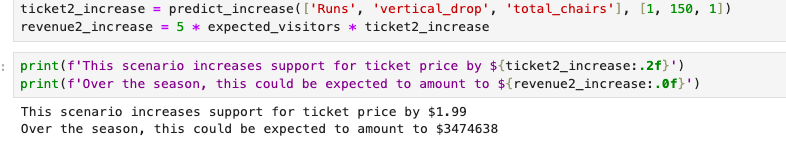 ticket2_increase = predict_increase(['Runs', 'vertical_drop', 'total_chairs'], [1, 150, 1])
revenue2_increase = 5 * expected_visitors * ticket2_increase
: print(f'This scenario increases support for ticket price by ${ticket2_increase:.2f}')
print(f'Over the season, this could be expected to amount to ${revenue2_increase:.0f}')
This scenario increases support for ticket price by $1.99
Over the season, this could be expected to amount to $3474638